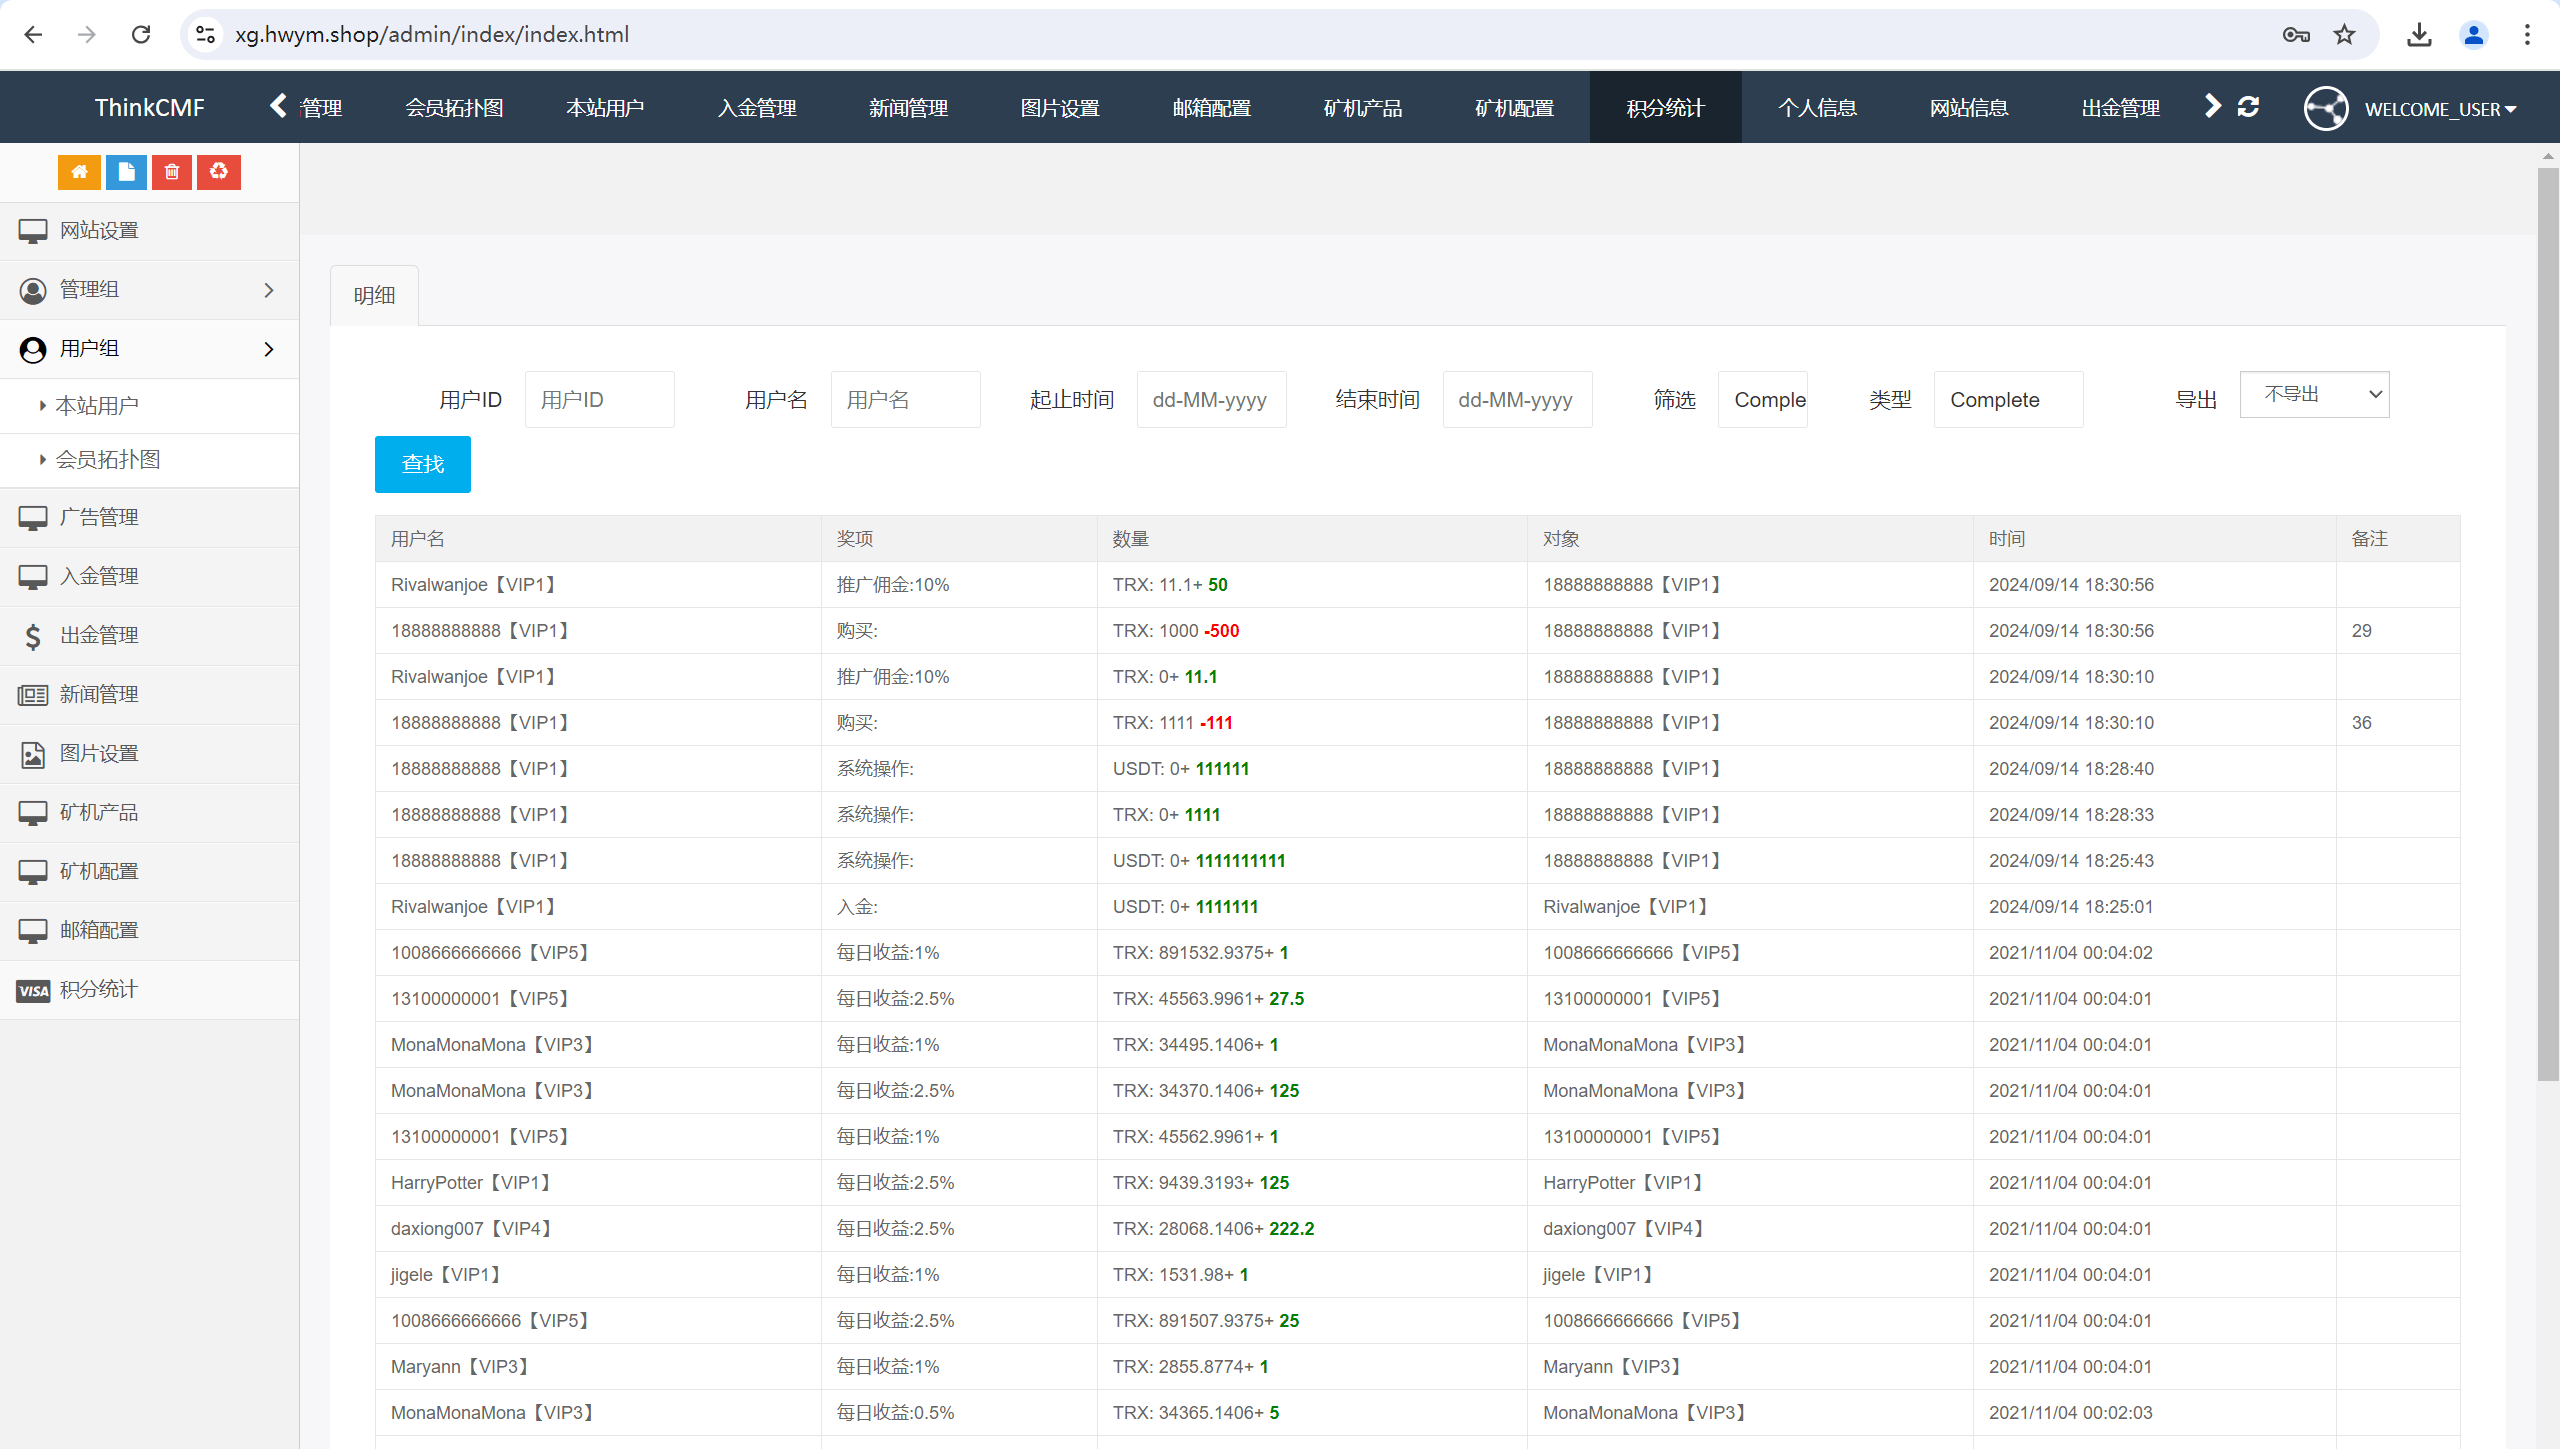 xg.hwym.shop/admin/index/index.html
ThinkCMF 管理 会员拓扑图 本站用户 入金管理 新闻管理 图片设置 邮箱配置 矿机产品 矿机配置 积分统计 个人信息 网站信息 出金管理 WELCOME_USER
网站设置
管理组
用户组
本站用户
会员拓扑图
广告管理
入金管理
出金管理
新闻管理
图片设置
矿机产品
矿机配置
邮箱配置
VISA 积分统计
明细
用户ID 用户ID 用户名 用户名 起止时间 dd-MM-yyyy 结束时间 dd-MM-yyyy 筛选 Comple 类型 Complete 导出 不导出
查找
用户名 奖项 数量 对象 时间 备注
Rivalwanjoe【VIP1】 推广佣金:10% TRX: 11.1+ 50 18888888888【VIP1】 2024/09/14 18:30:56
18888888888【VIP1】 购买: TRX: 1000 -500 18888888888【VIP1】 2024/09/14 18:30:56 29
Rivalwanjoe【VIP1】 推广佣金:10% TRX: 0+ 11.1 18888888888【VIP1】 2024/09/14 18:30:10
18888888888【VIP1】 购买: TRX: 1111 -111 18888888888【VIP1】 2024/09/14 18:30:10 36
18888888888【VIP1】 系统操作: USDT: 0+ 111111 18888888888【VIP1】 2024/09/14 18:28:40
18888888888【VIP1】 系统操作: TRX: 0+ 1111 18888888888【VIP1】 2024/09/14 18:28:33
18888888888【VIP1】 系统操作: USDT: 0+ 1111111111 18888888888【VIP1】 2024/09/14 18:25:43
Rivalwanjoe【VIP1】 入金: USDT: 0+ 1111111 Rivalwanjoe【VIP1】 2024/09/14 18:25:01
1008666666666【VIP5】 每日收益:1% TRX: 891532.9375+ 1 1008666666666【VIP5】 2021/11/04 00:04:02
13100000001【VIP5】 每日收益:2.5% TRX: 45563.9961+ 27.5 13100000001【VIP5】 2021/11/04 00:04:01
MonaMonaMona【VIP3】 每日收益:1% TRX: 34495.1406+ 1 MonaMonaMona【VIP3】 2021/11/04 00:04:01
MonaMonaMona【VIP3】 每日收益:2.5% TRX: 34370.1406+ 125 MonaMonaMona【VIP3】 2021/11/04 00:04:01
13100000001【VIP5】 每日收益:1% TRX: 45562.9961+ 1 13100000001【VIP5】 2021/11/04 00:04:01
HarryPotter【VIP1】 每日收益:2.5% TRX: 9439.3193+ 125 HarryPotter【VIP1】 2021/11/04 00:04:01
daxiong007【VIP4】 每日收益:2.5% TRX: 28068.1406+ 222.2 daxiong007【VIP4】 2021/11/04 00:04:01
jigele【VIP1】 每日收益:1% TRX: 1531.98+ 1 jigele【VIP1】 2021/11/04 00:04:01
1008666666666【VIP5】 每日收益:2.5% TRX: 891507.9375+ 25 1008666666666【VIP5】 2021/11/04 00:04:01
Maryann【VIP3】 每日收益:1% TRX: 2855.8774+ 1 Maryann【VIP3】 2021/11/04 00:04:01
MonaMonaMona【VIP3】 每日收益:0.5% TRX: 34365.1406+ 5 MonaMonaMona【VIP3】 2021/11/04 00:02:03